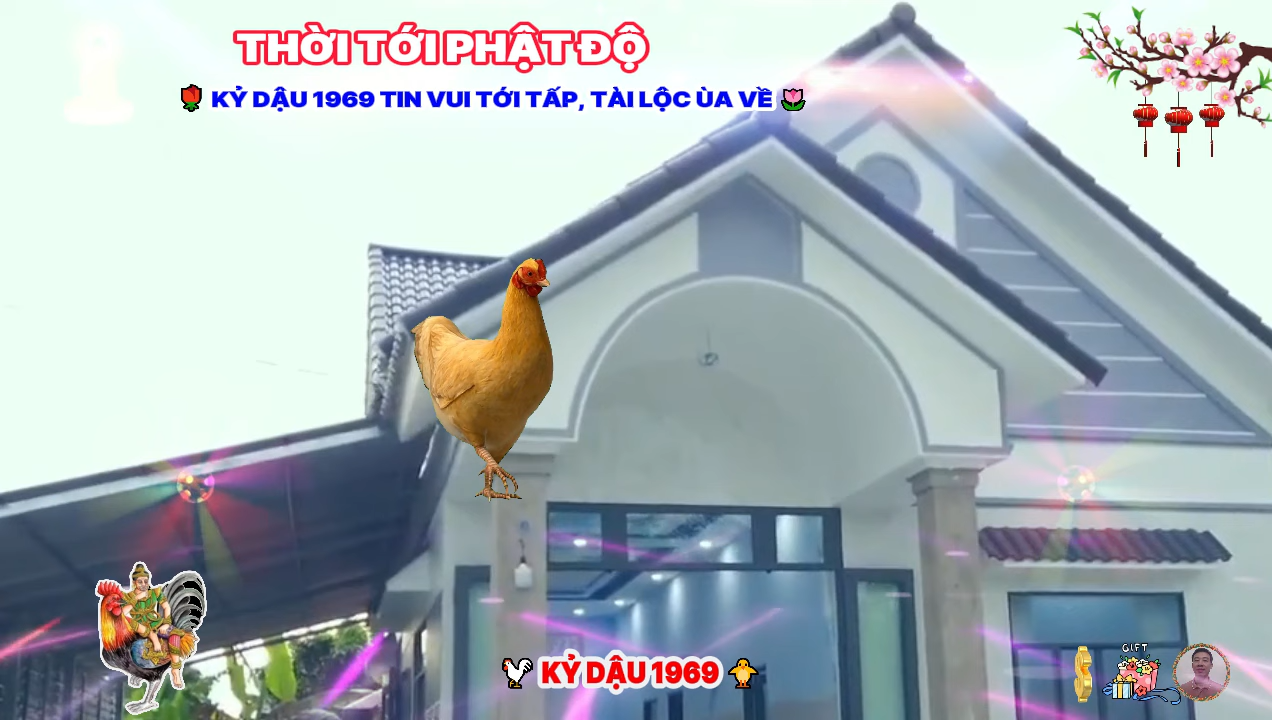 THỜI TỚI PHẬT ĐỘ
🌹 KỶ DẬU 1969 TIN VUI TỚI TẤP, TÀI LỘC ÙA VỀ 🌷
🐓 KỶ DẬU 1969 🐥
GIFT